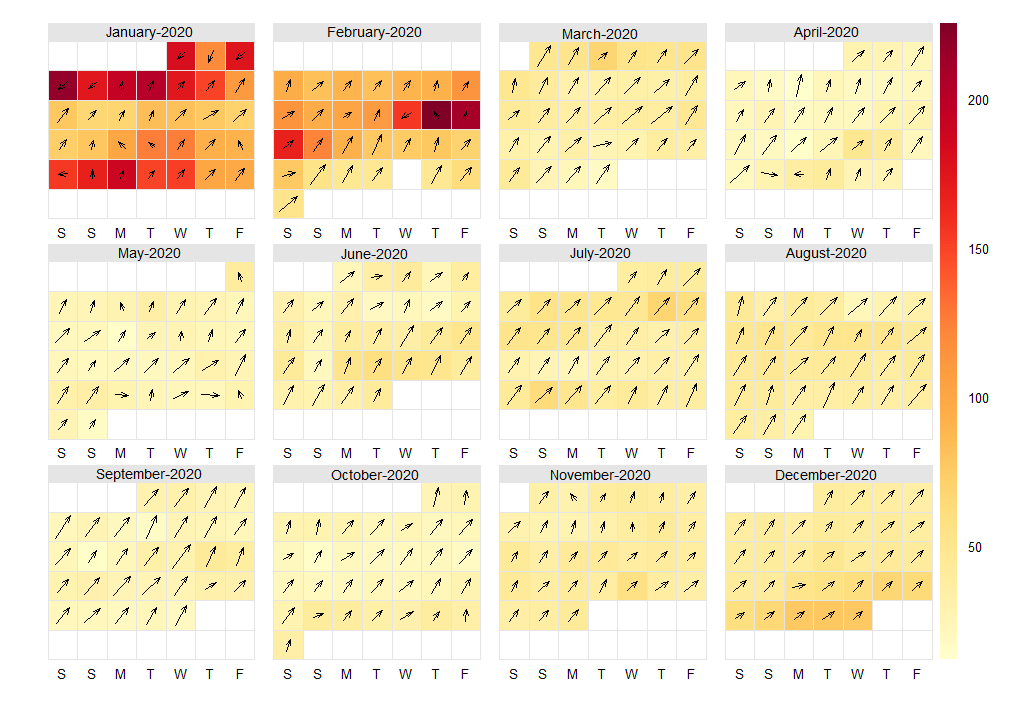 January-2020 February-2020 March-2020 April-2020
200
150
100
50
S S M T W T F S S M T W T F S S M T W T F S S M T W T F
May-2020 June-2020 July-2020 August-2020
S S M T W T F S S M T W T F S S M T W T F S S M T W T F
September-2020 October-2020 November-2020 December-2020
S S M T W T F S S M T W T F S S M T W T F S S M T W T F